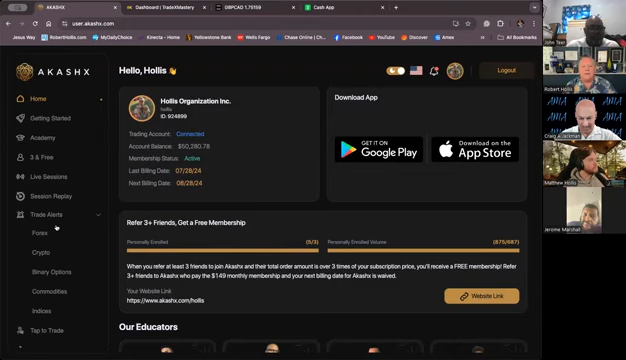 AKASHX
Dashboard | TradeXMastery
GBPCAD 1.75159
Cash App
user.akashx.com
Jesus Way
RobertHollis.com
MyDailyChoice
Kinecta - Hollis
Yellowstone Bank
Wells Fargo
Chase Online | Cha...
Facebook
YouTube
Discover
Amex
All Bookmarks
AKASHX
Home
Getting Started
Academy
3 & Free
Live Sessions
Session Replay
Trade Alerts
Forex
Crypto
Binary Options
Commodities
Indices
Tap to Trade
Hello, Hollis
Logout
Hollis Organization Inc.
hollis
ID: 924899
Trading Account: Connected
Account Balance: $50,280.78
Membership Status: Active
Last Billing Date: 07/28/24
Next Billing Date: 08/28/24
Download App
GET IT ON
Google Play
Download on the
App Store
Refer 3+ Friends, Get a Free Membership
Personally Enrolled (5/3)
Personally Enrolled Volume (875/687)
When you refer at least 3 friends to join Akashx and their total order amount is over 3 times of your subscription price, you'll receive a FREE membership! Refer
3+ friends to Akashx who pay the $149 monthly membership and your next billing date for Akashx is waived.
Your Website Link
https://www.akashx.com/hollis
Website Link
Our Educators
Robert Hollis
Craig A Jackman
Matthew Hollis
Jerome Marshall